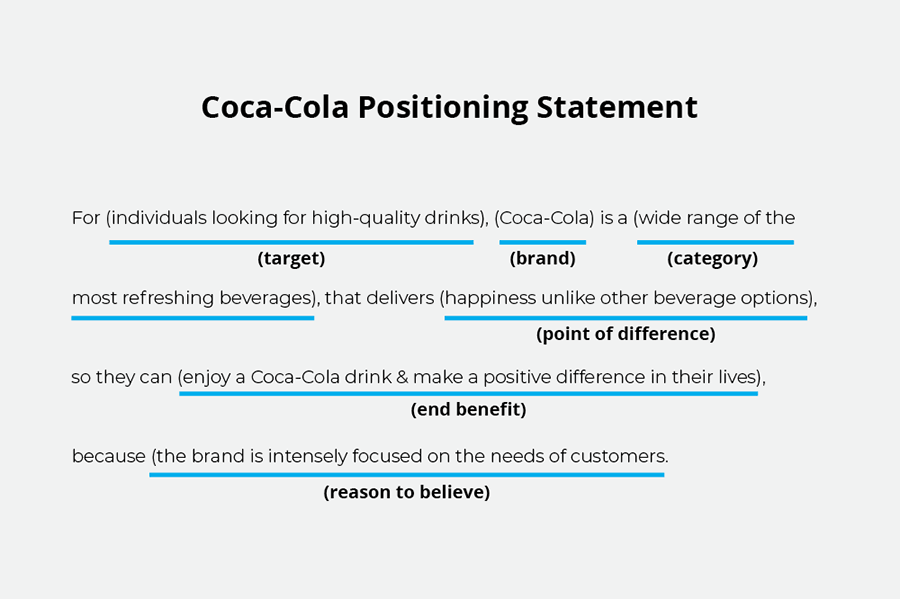 Coca-Cola Positioning Statement
For (individuals looking for high-quality drinks), (Coca-Cola) is a (wide range of the
(target) (brand) (category)
most refreshing beverages), that delivers (happiness unlike other beverage options),
(point of difference)
so they can (enjoy a Coca-Cola drink & make a positive difference in their lives),
(end benefit)
because (the brand is intensely focused on the needs of customers.
(reason to believe)